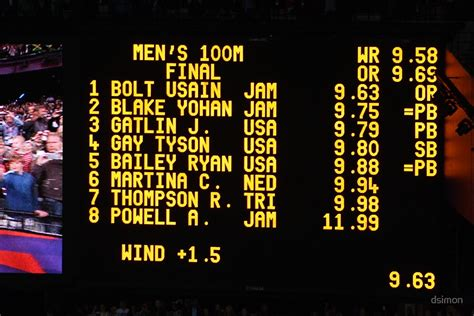 MEN'S 100M WR 9.58
FINAL OR 9.69
1 BOLT USAIN JAM 9.63 OR
2 BLAKE YOHAN JAM 9.75 =PB
3 GATLIN J. USA 9.79 PB
4 GAY TYSON USA 9.80 SB
5 BAILEY RYAN USA 9.88 =PB
6 MARTINA C. NED 9.94
7 THOMPSON R. TRI 9.98
8 POWELL A. JAM 11.99
WIND +1.5
9.63
dsimon